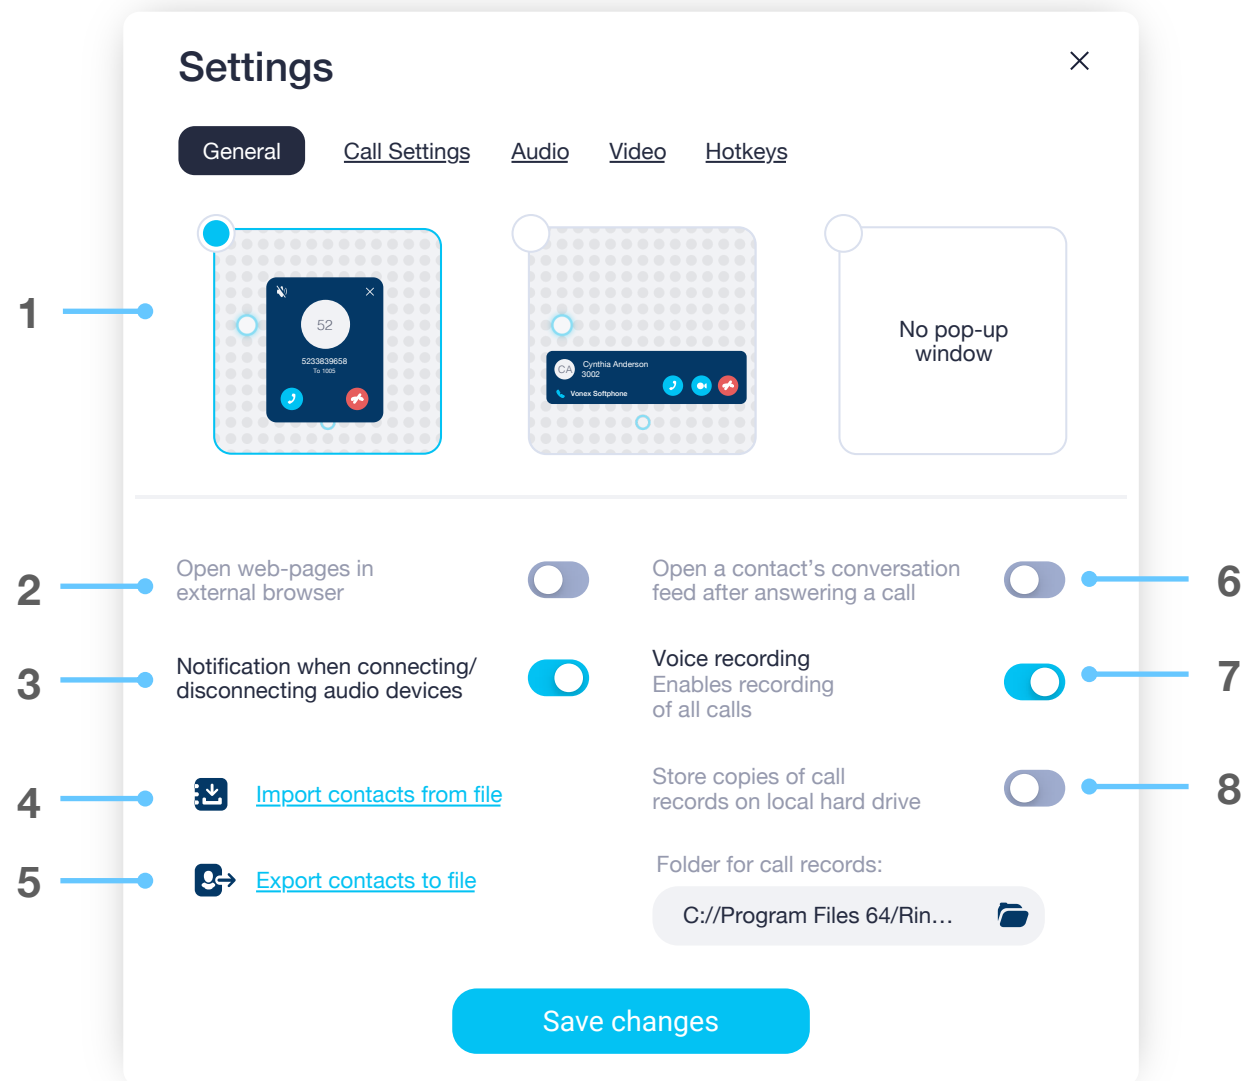 Settings
General
Call Settings
Audio
Video
Hotkeys
1
52
5233839658
To 1005
CA
Cynthia Anderson
3002
Vonex Softphone
No pop-up
window
2
Open web-pages in
external browser
Open a contact's conversation
feed after answering a call
6
3
Notification when connecting/
disconnecting audio devices
Voice recording
Enables recording
of all calls
7
4
Import contacts from file
Store copies of call
records on local hard drive
8
5
Export contacts to file
Folder for call records:
C://Program Files 64/Rin...
Save changes